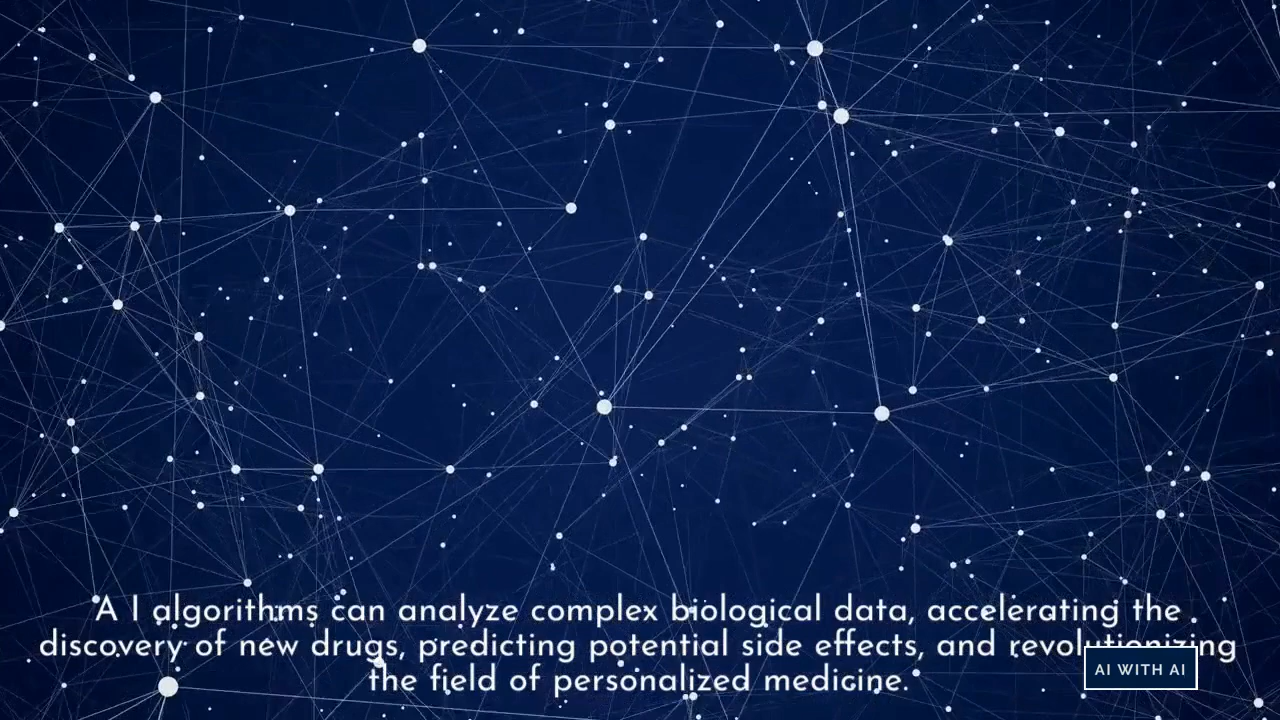 A I algorithms can analyze complex biological data, accelerating the
discovery of new drugs, predicting potential side effects, and revolutionizing
the field of personalized medicine.
AI WITH AI